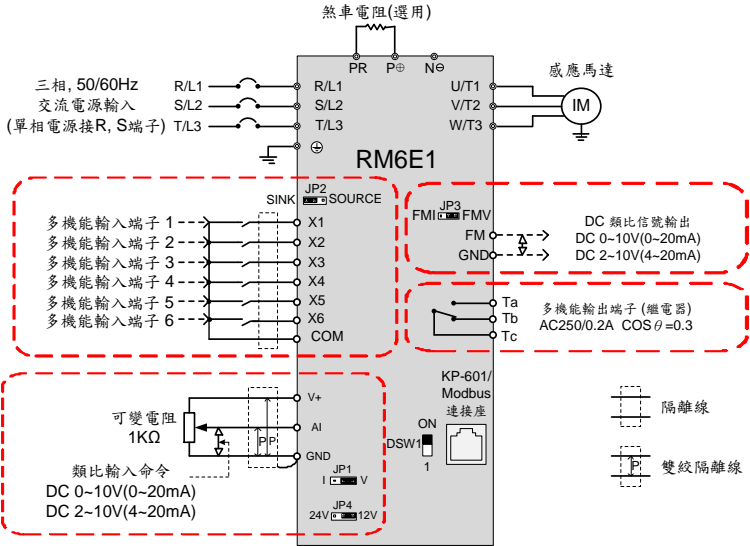 煞車電阻(選用)
PR P⊕ N⊖
三相, 50/60Hz
交流電源輸入
(單相電源接R, S端子)
R/L1
S/L2
T/L3
R/L1
S/L2
T/L3
U/T1
V/T2
W/T3
感應馬達
IM
RM6E1
JP2
SINK SOURCE
多機能輸入端子 1
多機能輸入端子 2
多機能輸入端子 3
多機能輸入端子 4
多機能輸入端子 5
多機能輸入端子 6
X1
X2
X3
X4
X5
X6
COM
JP3
FMI FMV
FM
GND
DC 類比信號輸出
DC 0~10V(0~20mA)
DC 2~10V(4~20mA)
Ta
Tb
Tc
多機能輸出端子 (繼電器)
AC250/0.2A COSθ=0.3
可變電阻
1KΩ
V+
AI
GND
P P
類比輸入命令
DC 0~10V(0~20mA)
DC 2~10V(4~20mA)
JP1
I V
JP4
24V 12V
KP-601/
Modbus
連接座
ON
DSW1
1
隔離線
P
雙絞隔離線